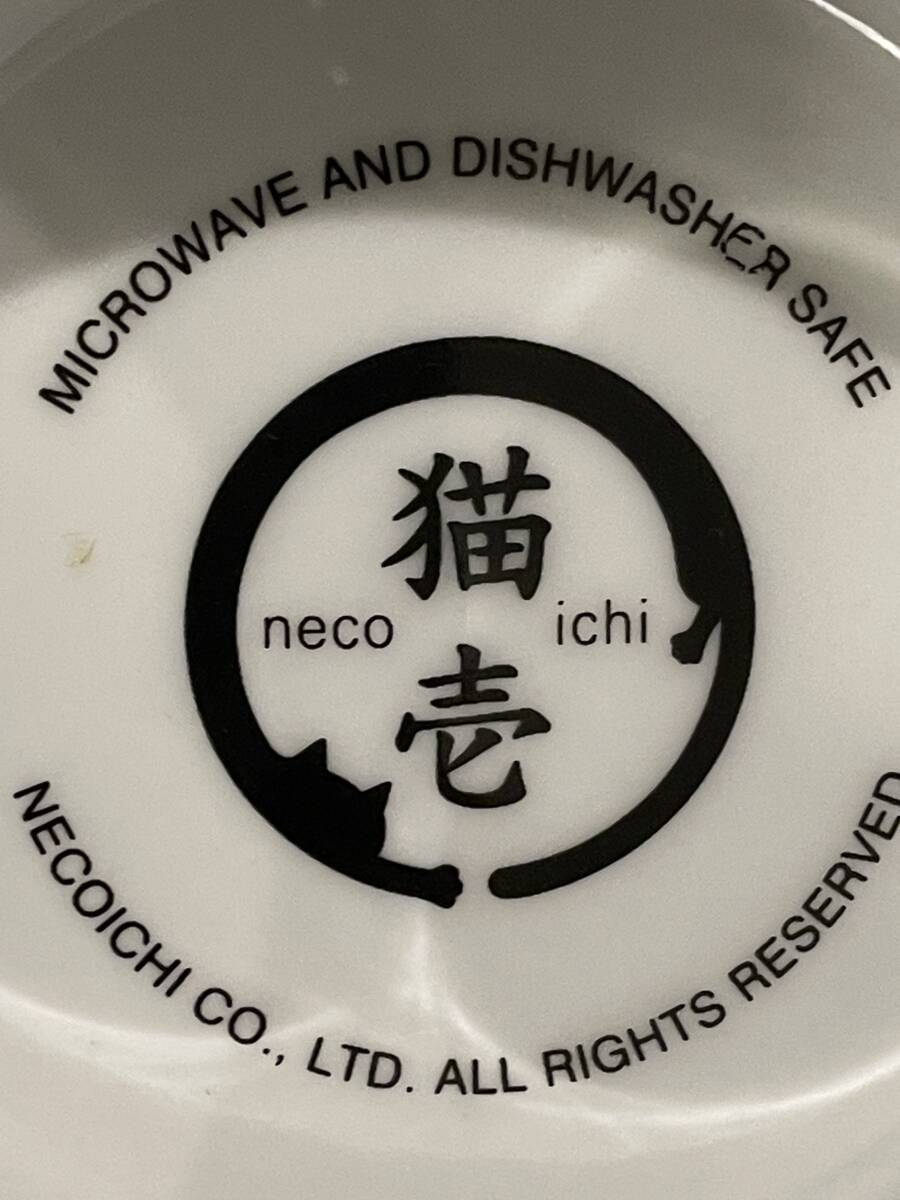 MICROWAVE AND DISHWASHER SAFE
猫
neco ichi
壱
NECOICHI CO., LTD. ALL RIGHTS RESERVED